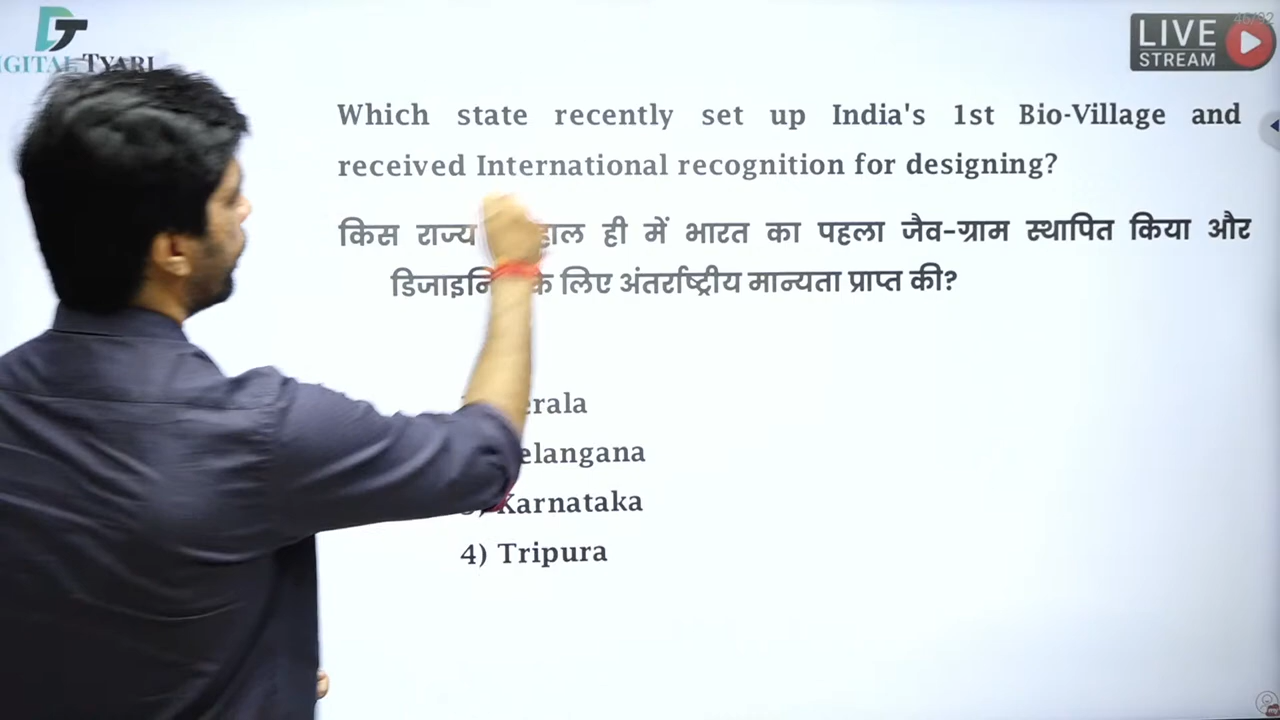 IGITAL TYARI
LIVE
STREAM
Which state recently set up India's 1st Bio-Village and
received International recognition for designing?
किस राज्य ही में भारत का पहला जैव-ग्राम स्थापित किया और
लिए अंतर्राष्ट्रीय मान्यता प्राप्त की?
erala
elangana
Karnataka
4) Tripura